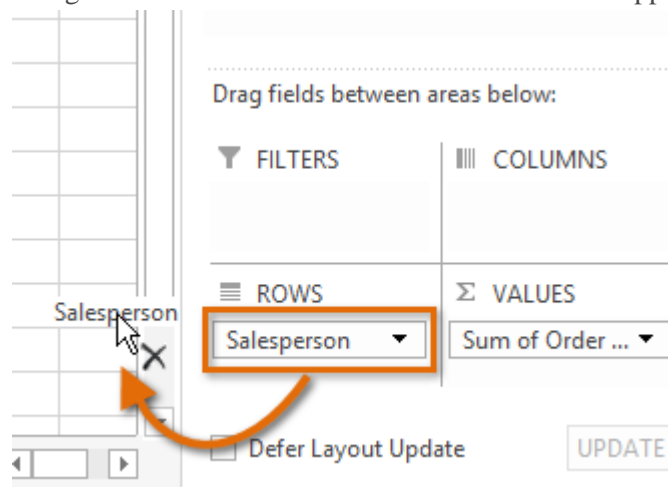 Drag fields between areas below:
FILTERS
COLUMNS
ROWS
Σ VALUES
Salesperson
Salesperson
Sum of Order ...
Defer Layout Update
UPDATE